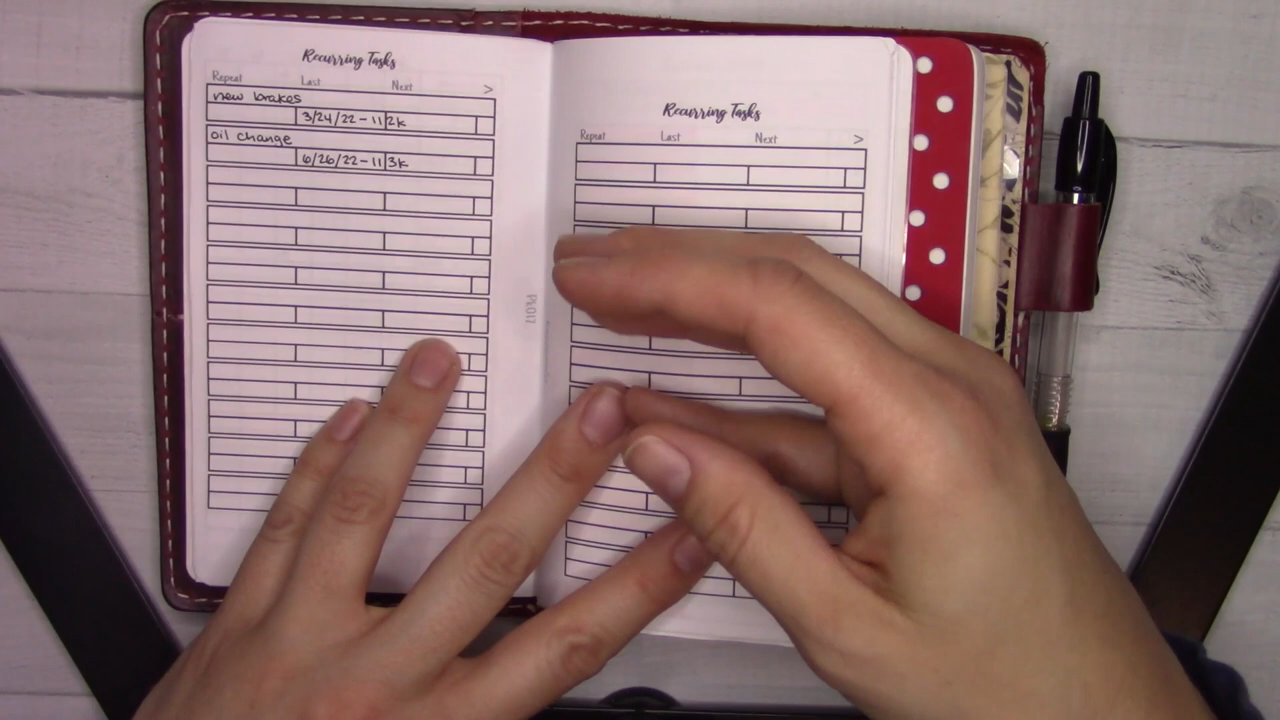 Recurring Tasks
Repeat Last Next >
new brakes
3/24/22-11 2k
oil change
6/26/22-11 3k
PL017
Recurring Tasks
Repeat Last Next >